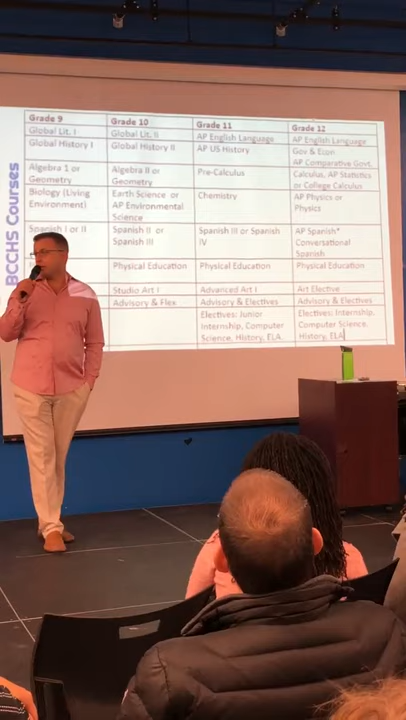 BCCHS Courses
Grade 9 Grade 10 Grade 11 Grade 12
Global Lit. I Global Lit. II AP English Language AP English Language
Global History I Global History II AP US History Gov & Econ
AP Comparative Govt.
Algebra 1 or Algebra II or Pre-Calculus Calculus, AP Statistics
Geometry Geometry or College Calculus
Biology (Living Earth Science or Chemistry AP Physics or
Environment) AP Environmental Physics
Science
Spanish I or II Spanish II or Spanish III or Spanish AP Spanish*
Spanish III IV Conversational
Spanish
Physical Education Physical Education Physical Education
Studio Art I Advanced Art I Art Elective
Advisory & Flex Advisory & Electives Advisory & Electives
Electives: Junior Electives: Internship,
Internship, Computer Computer Science,
Science, History, ELA History, ELA